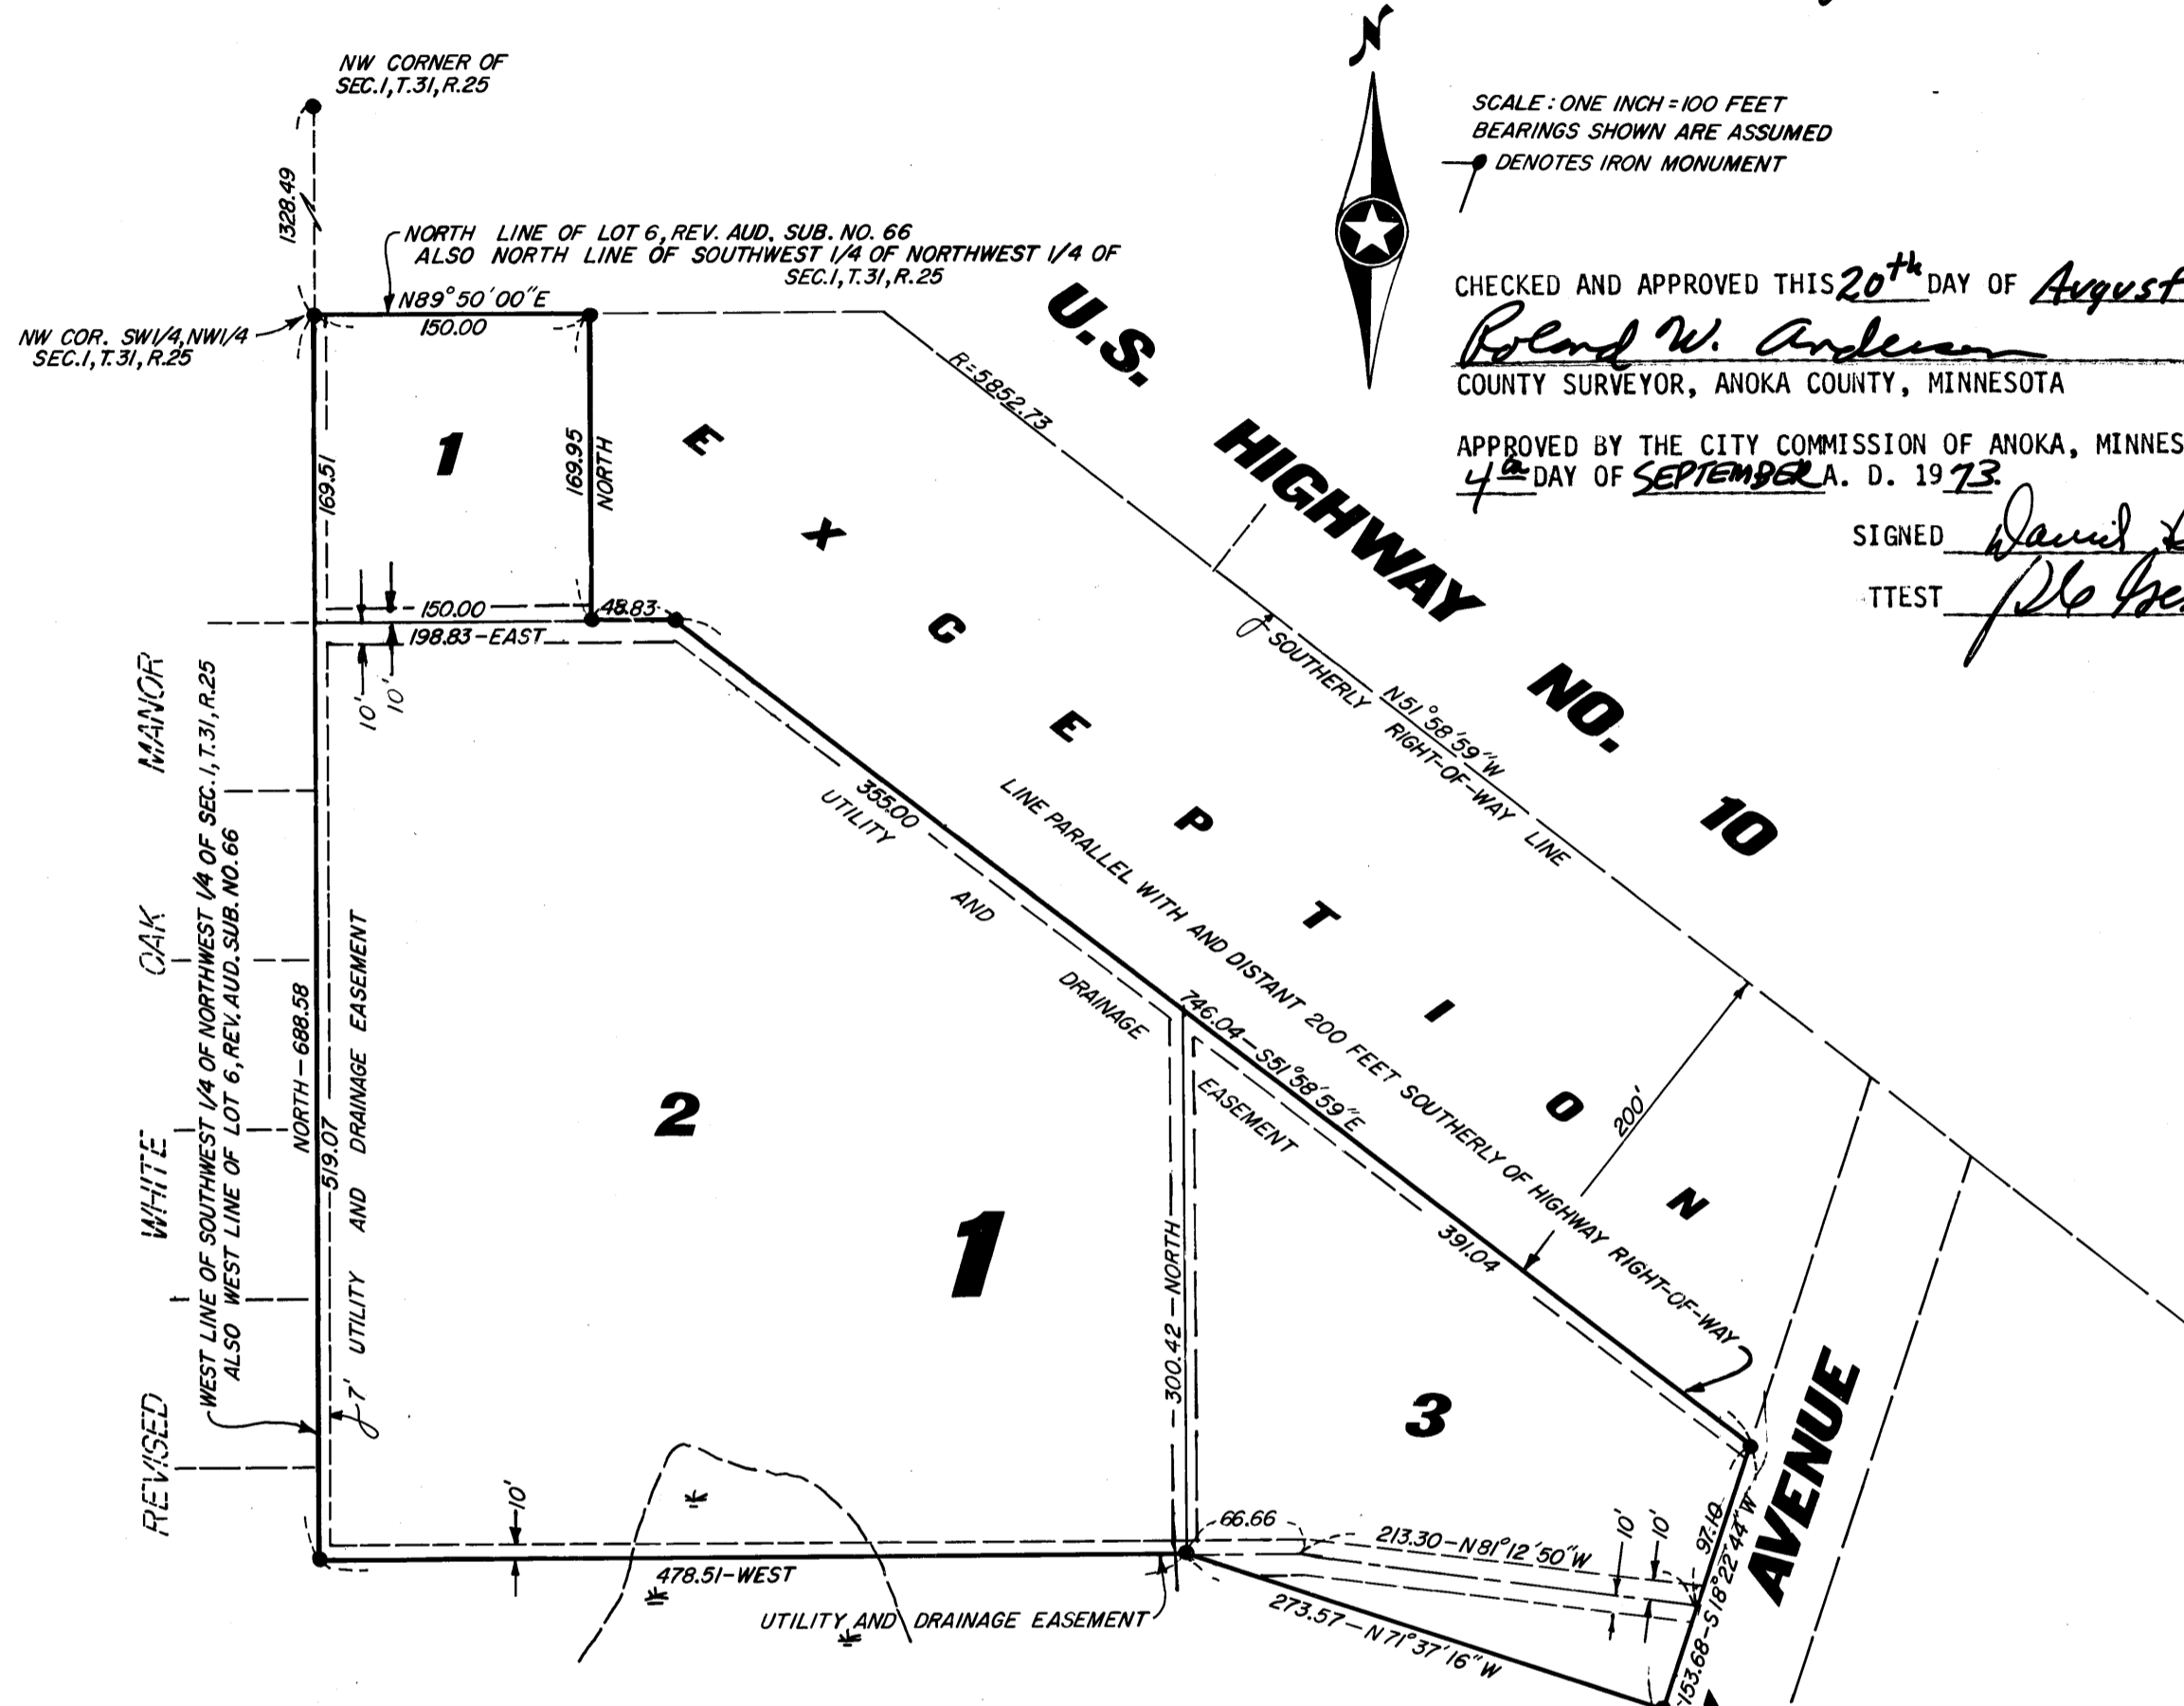 N
NW CORNER OF
SEC.1,T.31,R.25
1328.49
SCALE : ONE INCH = 100 FEET
BEARINGS SHOWN ARE ASSUMED
DENOTES IRON MONUMENT
NORTH LINE OF LOT 6, REV. AUD. SUB. NO. 66
ALSO NORTH LINE OF SOUTHWEST 1/4 OF NORTHWEST 1/4 OF
SEC.1,T.31,R.25
N89°50'00"E
150.00
NW COR. SW1/4,NW1/4
SEC.1,T.31,R.25
CHECKED AND APPROVED THIS 20th DAY OF August
Roland W. Anderson
COUNTY SURVEYOR, ANOKA COUNTY, MINNESOTA
APPROVED BY THE CITY COMMISSION OF ANOKA, MINNES
4th DAY OF SEPTEMBER A. D. 1973.
SIGNED David
TTEST
U.S. HIGHWAY NO. 10
R=5852.73
EXCEPTION
1
169.51
169.95
NORTH
150.00
48.83
198.83-EAST
10'
10'
SOUTHERLY RIGHT-OF-WAY LINE
N51°58'59"W
LINE PARALLEL WITH AND DISTANT 200 FEET SOUTHERLY OF HIGHWAY RIGHT-OF-WAY
200'
355.00
UTILITY AND DRAINAGE EASEMENT
746.04-S51°58'59"E
391.04
REVISED WHITE OAK MANOR
WEST LINE OF SOUTHWEST 1/4 OF NORTHWEST 1/4 OF SEC.1,T.31,R.25
ALSO WEST LINE OF LOT 6, REV. AUD. SUB. NO. 66
NORTH-688.58
519.07
7' UTILITY AND DRAINAGE EASEMENT
2
1
300.42-NORTH
3
AVENUE
10'
478.51-WEST
UTILITY AND DRAINAGE EASEMENT
66.66
213.30-N81°12'50"W
10'
10'
97.10
153.68-S18°22'44"W
273.57-N71°37'16"W